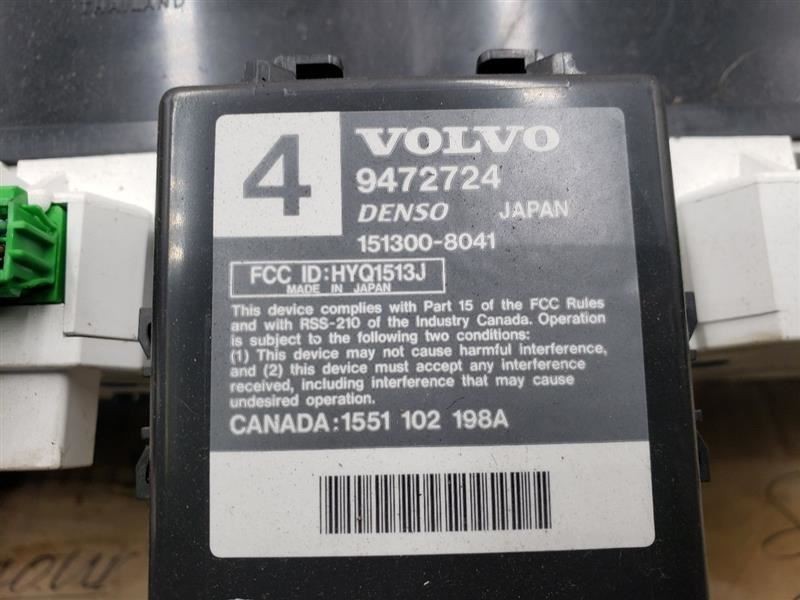 THAILAND
4
VOLVO
9472724
DENSO JAPAN
151300-8041
FCC ID:HYQ1513J
MADE IN JAPAN
This device complies with Part 15 of the FCC Rules
and with RSS-210 of the Industry Canada. Operation
is subject to the following two conditions:
(1) This device may not cause harmful interference,
and (2) this device must accept any interference
received, including interference that may cause
undesired operation.
CANADA:1551 102 198A